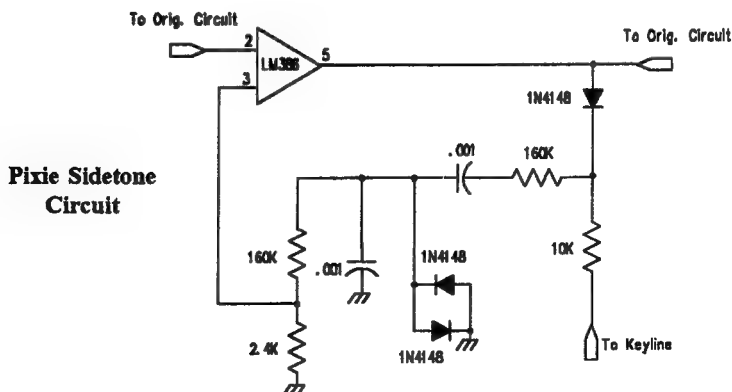 To Orig. Circuit
To Orig. Circuit
2
LM386
5
3
1N4148
Pixie Sidetone
Circuit
.001
160K
160K
.001
1N4148
10K
2.4K
1N4148
To Keyline